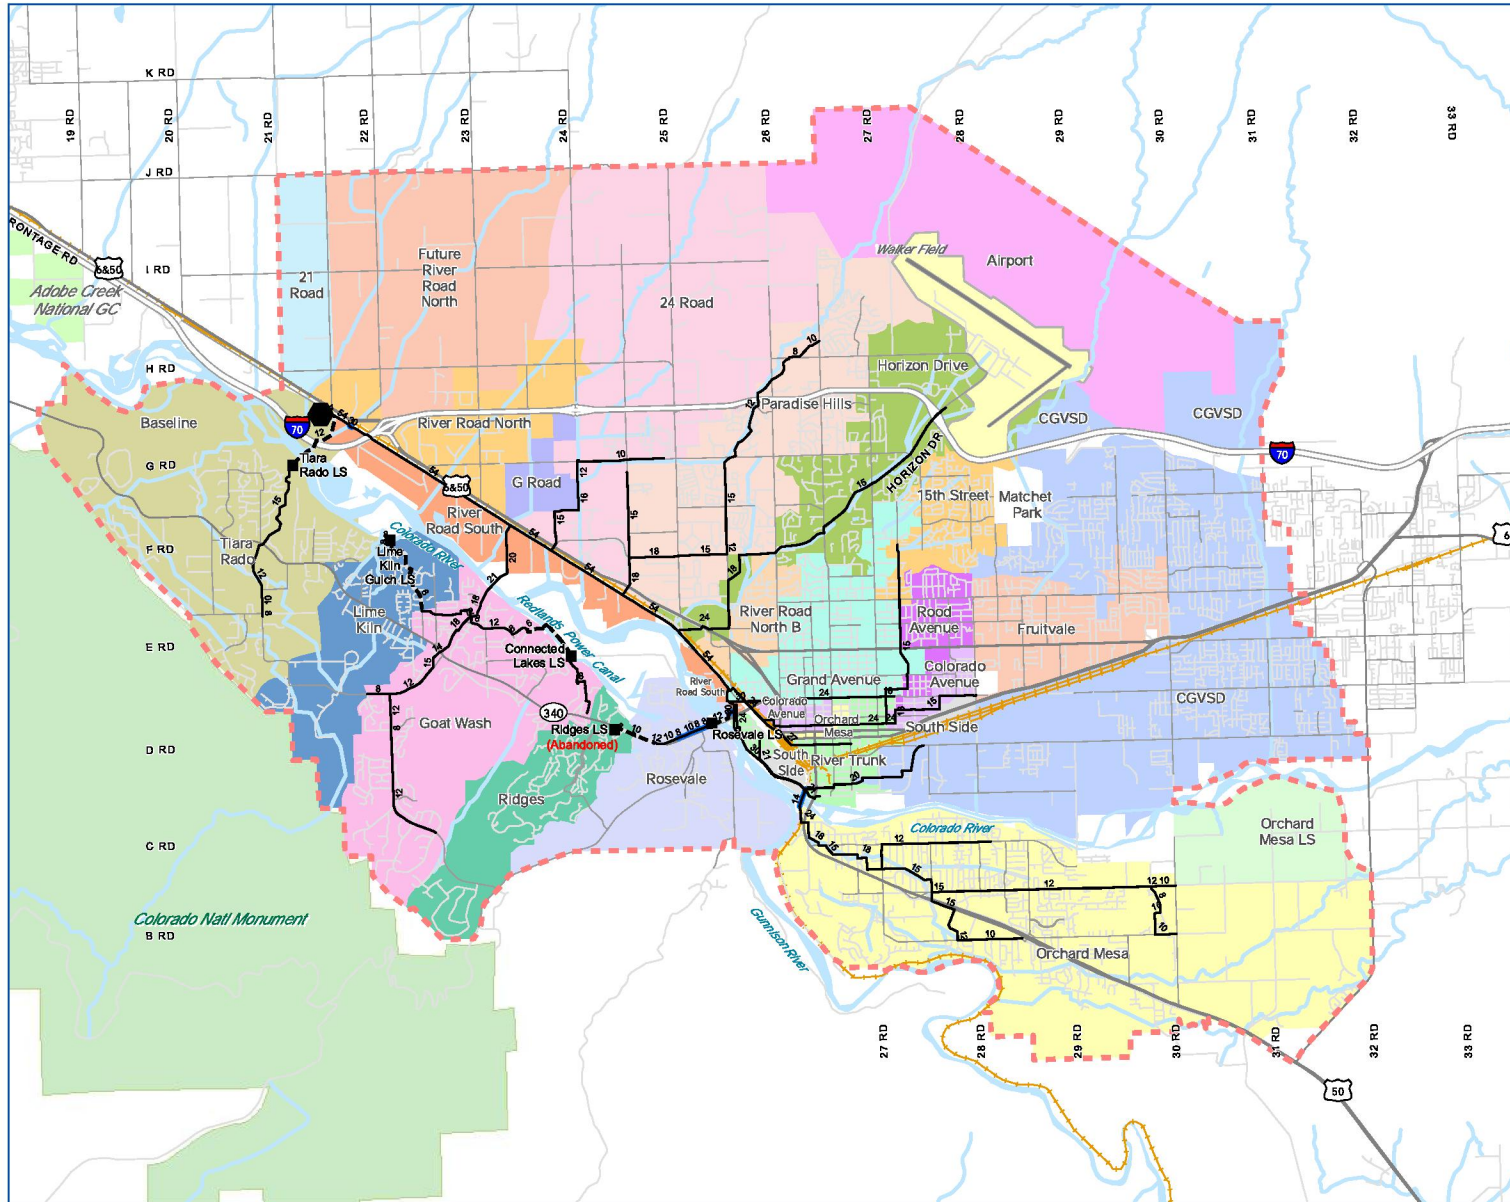 K RD
19 RD
20 RD
21 RD
22 RD
23 RD
24 RD
25 RD
26 RD
27 RD
28 RD
29 RD
30 RD
31 RD
32 RD
33 RD
J RD
RONTAGE RD
6&50
I RD
Adobe Creek
National GC
21
Road
Future
River
Road
North
24 Road
Walker Field
Airport
H RD
Horizon Drive
Baseline
River Road North
Paradise Hills
CGVSD
CGVSD
70
70
G RD
Tiara
Rado LS
6&50
G Road
HORIZON DR
15th Street
Matchet
Park
River
Road South
Colorado River
F RD
Tiara
Rado
Lime
Kiln
Gulch LS
6
Lime
Kiln
Redlands Power Canal
River Road
North B
Rood
Avenue
Fruitvale
E RD
Connected
Lakes LS
River
Road South
Grand Avenue
Colorado
Avenue
CGVSD
Goat Wash
340
Ridges LS
(Abandoned)
Colorado
Avenue
Orchard
Mesa
South Side
Rosevale LS
D RD
Rosevale
South
Side
River Trunk
Ridges
C RD
Colorado River
Orchard
Mesa LS
Colorado Natl Monument
B RD
Gunnison River
Orchard Mesa
27 RD
28 RD
29 RD
30 RD
31 RD
32 RD
33 RD
50